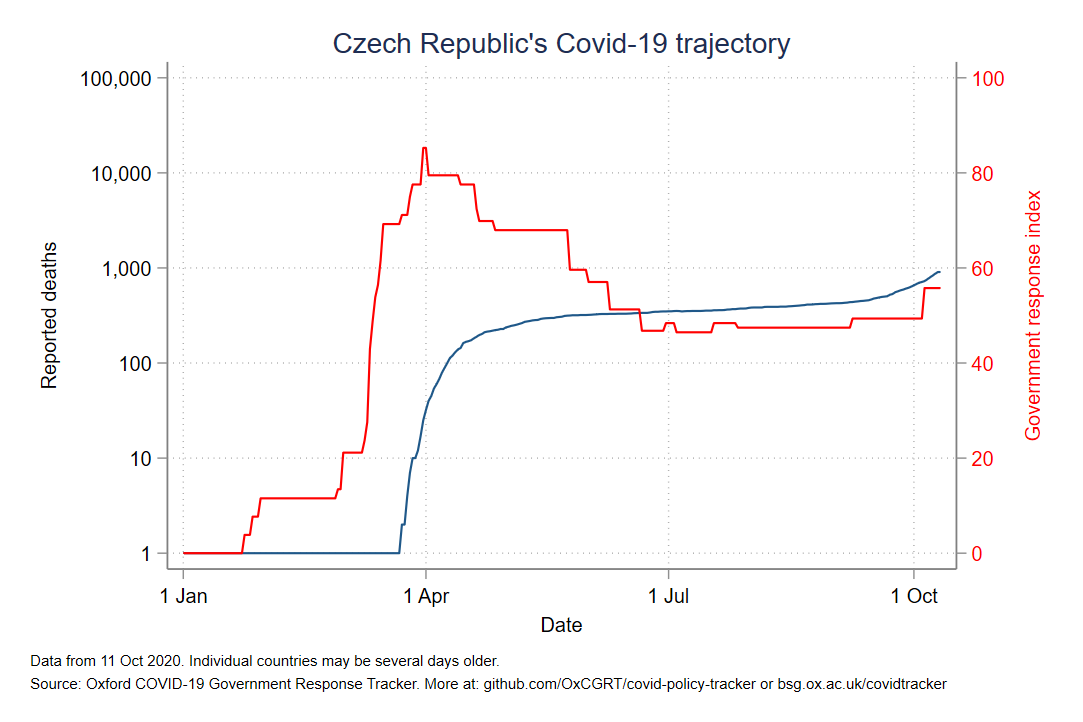 Czech Republic's Covid-19 trajectory
100,000
10,000
1,000
100
10
1
Reported deaths
100
80
60
40
20
0
Government response index
1 Jan
1 Apr
1 Jul
1 Oct
Date
Data from 11 Oct 2020. Individual countries may be several days older.
Source: Oxford COVID-19 Government Response Tracker. More at: github.com/OxCGRT/covid-policy-tracker or bsg.ox.ac.uk/covidtracker